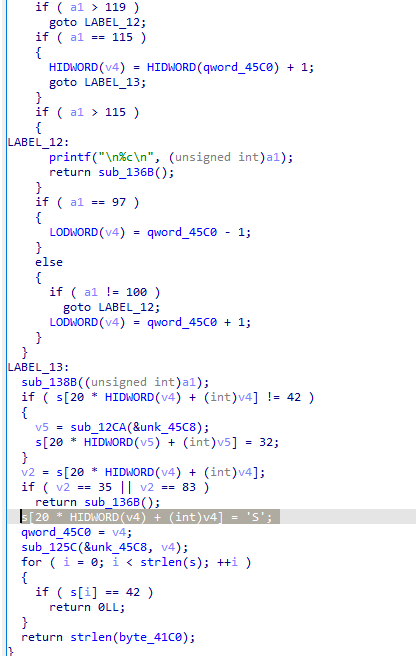 if ( a1 > 119 )
goto LABEL_12;
if ( a1 == 115 )
{
HIDWORD(v4) = HIDWORD(qword_45C0) + 1;
goto LABEL_13;
}
if ( a1 > 115 )
{
LABEL_12:
printf("\n%c\n", (unsigned int)a1);
return sub_136B();
}
if ( a1 == 97 )
{
LODWORD(v4) = qword_45C0 - 1;
}
else
{
if ( a1 != 100 )
goto LABEL_12;
LODWORD(v4) = qword_45C0 + 1;
}
}
LABEL_13:
sub_138B((unsigned int)a1);
if ( s[20 * HIDWORD(v4) + (int)v4] != 42 )
{
v5 = sub_12CA(&unk_45C8);
s[20 * HIDWORD(v5) + (int)v5] = 32;
}
v2 = s[20 * HIDWORD(v4) + (int)v4];
if ( v2 == 35 || v2 == 83 )
return sub_136B();
s[20 * HIDWORD(v4) + (int)v4] = 'S';
qword_45C0 = v4;
sub_125C(&unk_45C8, v4);
for ( i = 0; i < strlen(s); ++i )
{
if ( s[i] == 42 )
return 0LL;
}
return strlen(byte_41C0);
}